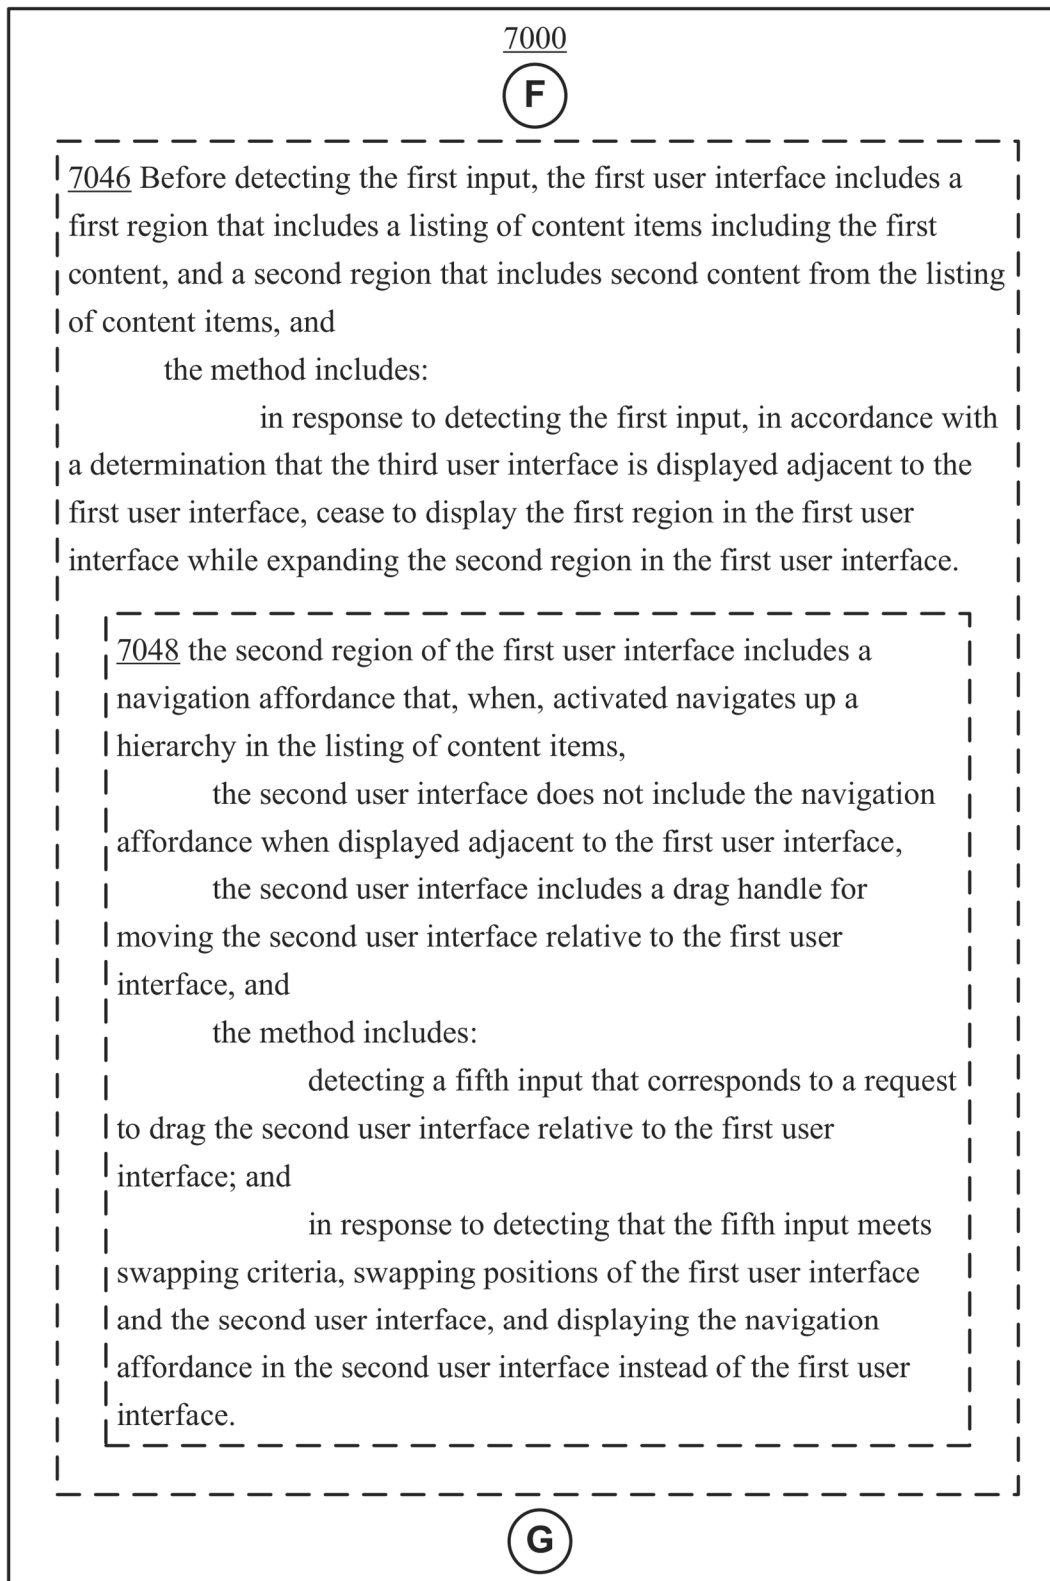 7000
F
7046 Before detecting the first input, the first user interface includes a
first region that includes a listing of content items including the first
content, and a second region that includes second content from the listing
of content items, and
the method includes:
in response to detecting the first input, in accordance with
a determination that the third user interface is displayed adjacent to the
first user interface, cease to display the first region in the first user
interface while expanding the second region in the first user interface.
7048 the second region of the first user interface includes a
navigation affordance that, when, activated navigates up a
hierarchy in the listing of content items,
the second user interface does not include the navigation
affordance when displayed adjacent to the first user interface,
the second user interface includes a drag handle for
moving the second user interface relative to the first user
interface, and
the method includes:
detecting a fifth input that corresponds to a request
to drag the second user interface relative to the first user
interface; and
in response to detecting that the fifth input meets
swapping criteria, swapping positions of the first user interface
and the second user interface, and displaying the navigation
affordance in the second user interface instead of the first user
interface.
G